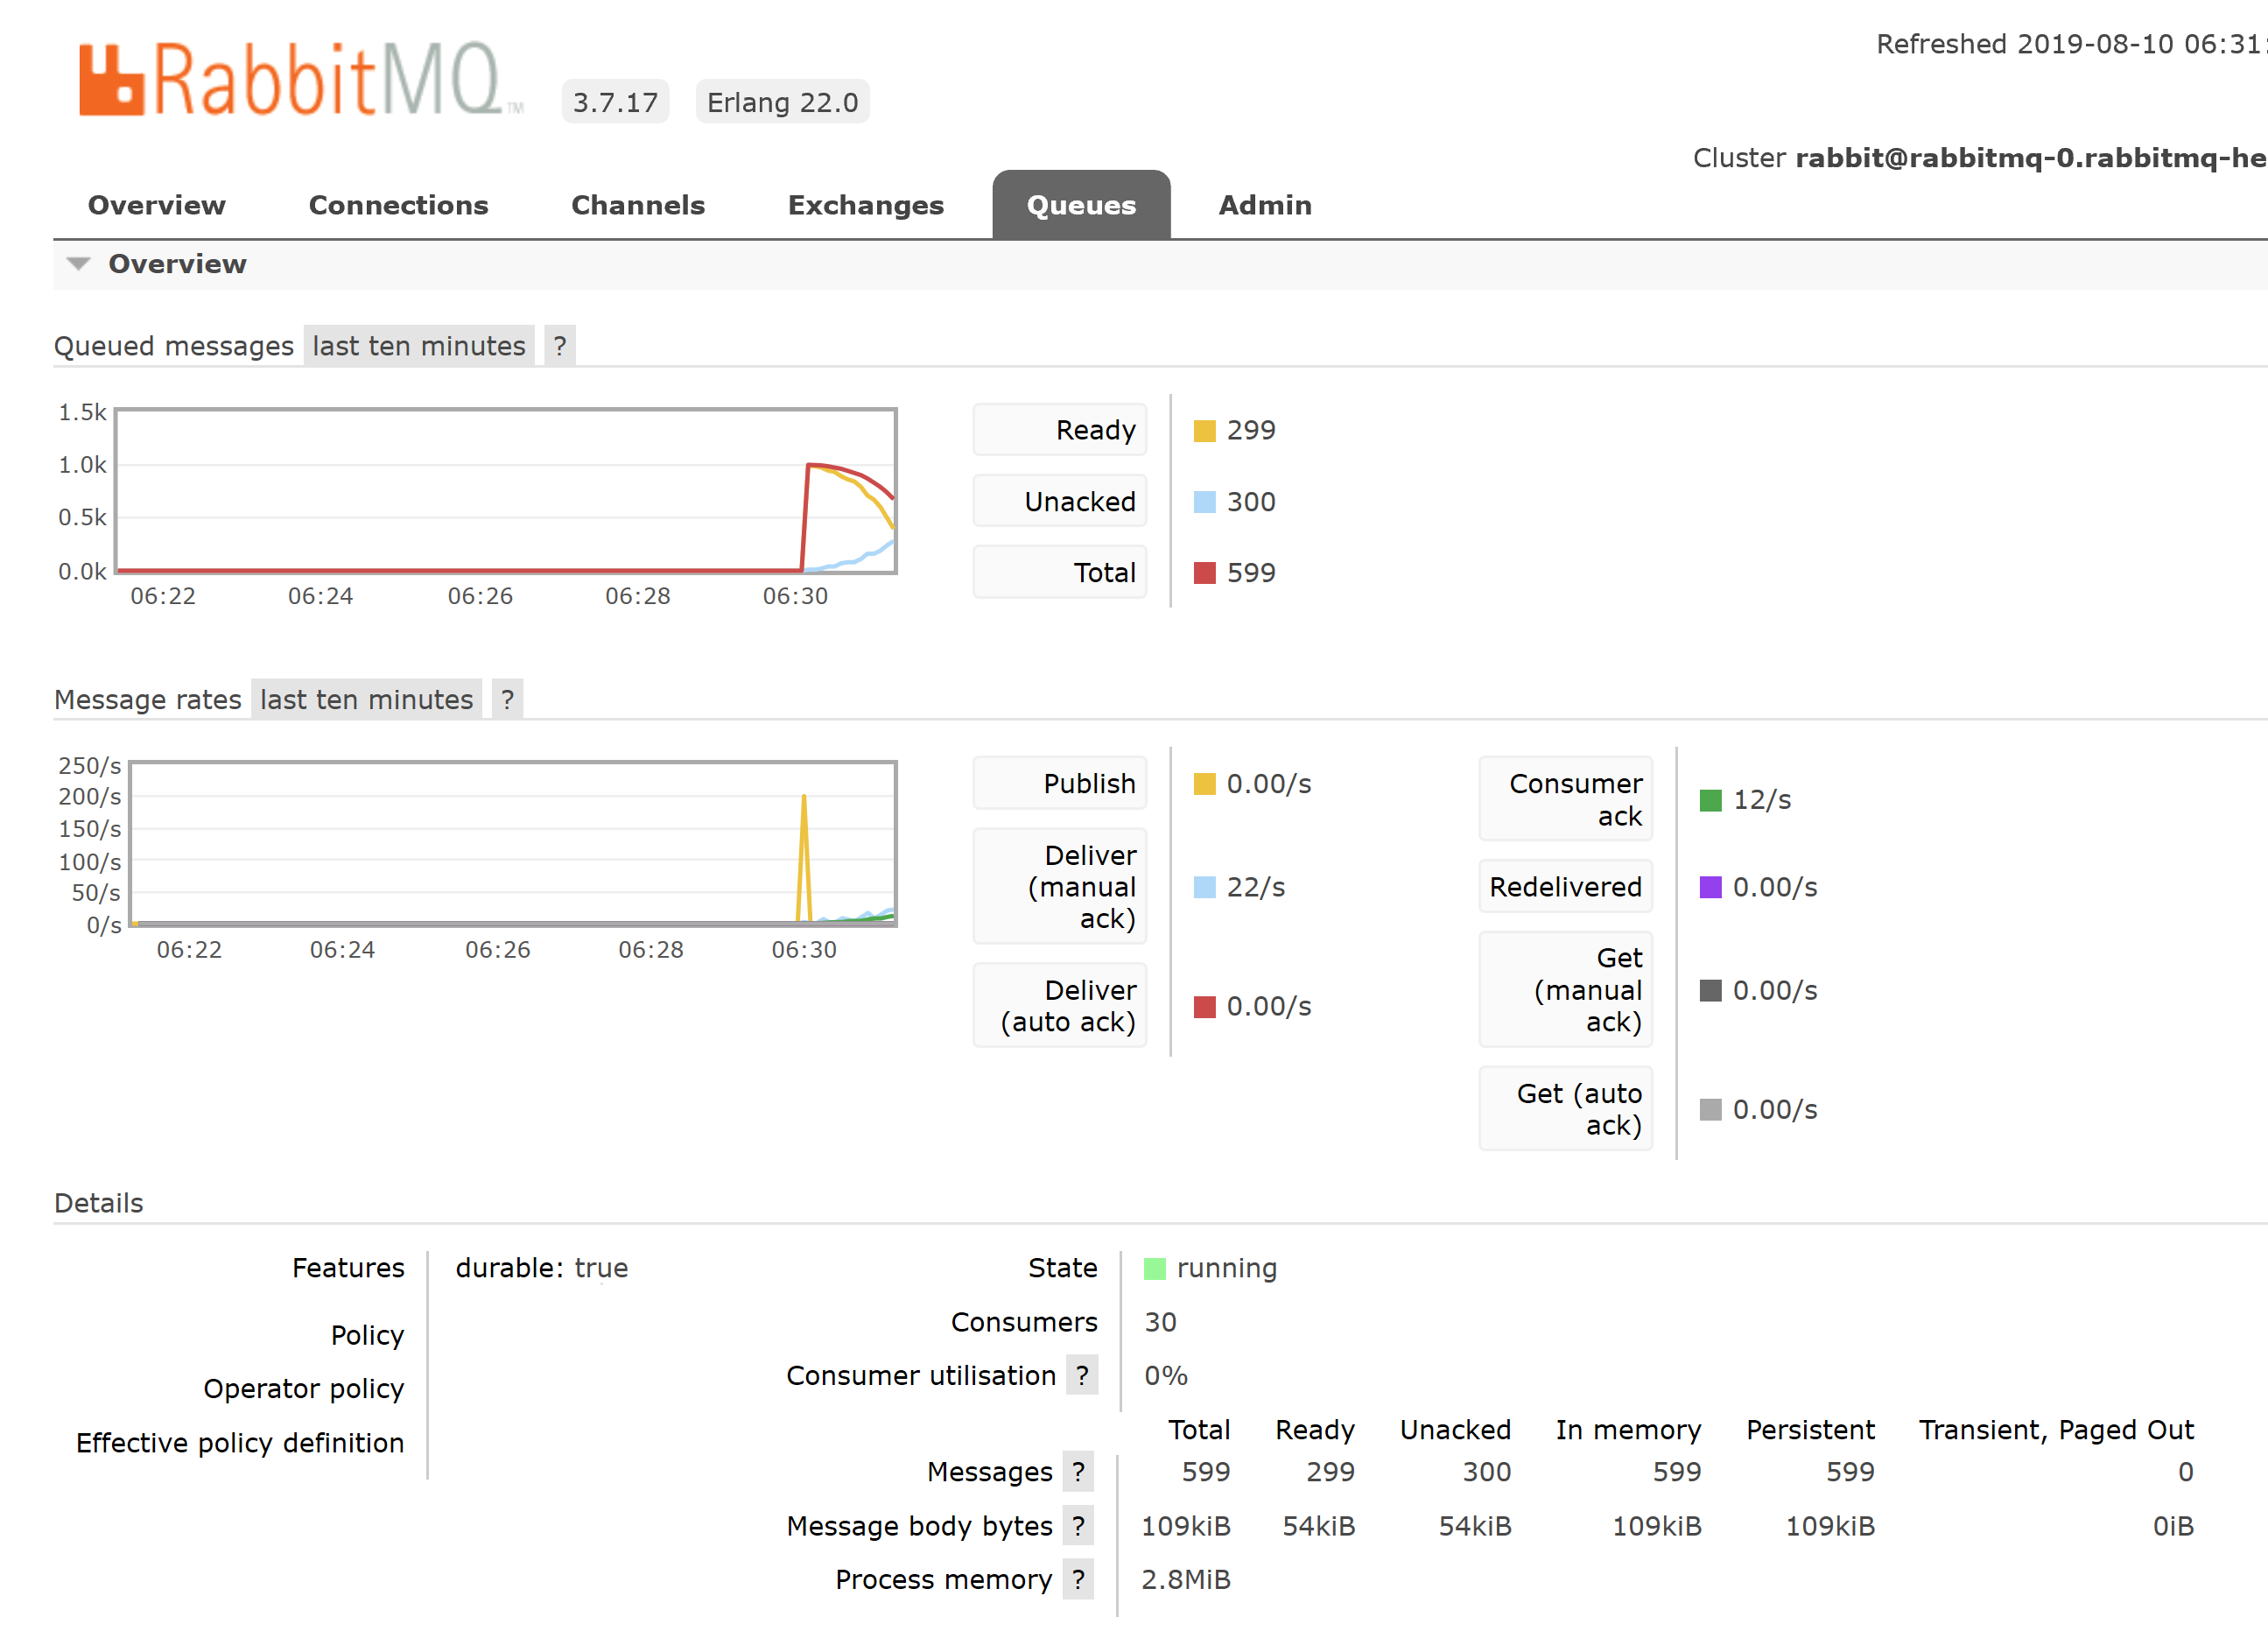 Refreshed 2019-08-10 06:31:
RabbitMQ TM 3.7.17 Erlang 22.0
Cluster rabbit@rabbitmq-0.rabbitmq-he
Overview Connections Channels Exchanges Queues Admin
Overview
Queued messages last ten minutes ?
1.5k
1.0k
0.5k
0.0k
06:22 06:24 06:26 06:28 06:30
Ready 299
Unacked 300
Total 599
Message rates last ten minutes ?
250/s
200/s
150/s
100/s
50/s
0/s
06:22 06:24 06:26 06:28 06:30
Publish 0.00/s
Deliver
(manual
ack)
22/s
Deliver
(auto ack)
0.00/s
Consumer
ack
12/s
Redelivered 0.00/s
Get
(manual
ack)
0.00/s
Get (auto
ack)
0.00/s
Details
Features durable: true
Policy
Operator policy
Effective policy definition
State running
Consumers 30
Consumer utilisation ? 0%
Total Ready Unacked In memory Persistent Transient, Paged Out
Messages ? 599 299 300 599 599 0
Message body bytes ? 109kiB 54kiB 54kiB 109kiB 109kiB 0iB
Process memory ? 2.8MiB